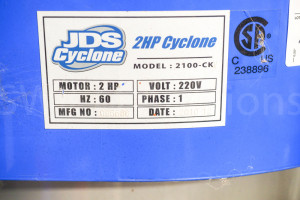 JDS
Cyclone
2HP Cyclone
MODEL: 2100-CK
MOTOR: 2 HP VOLT: 220V
HZ: 60 PHASE: 1
MFG NO: DATE:
C US
238896